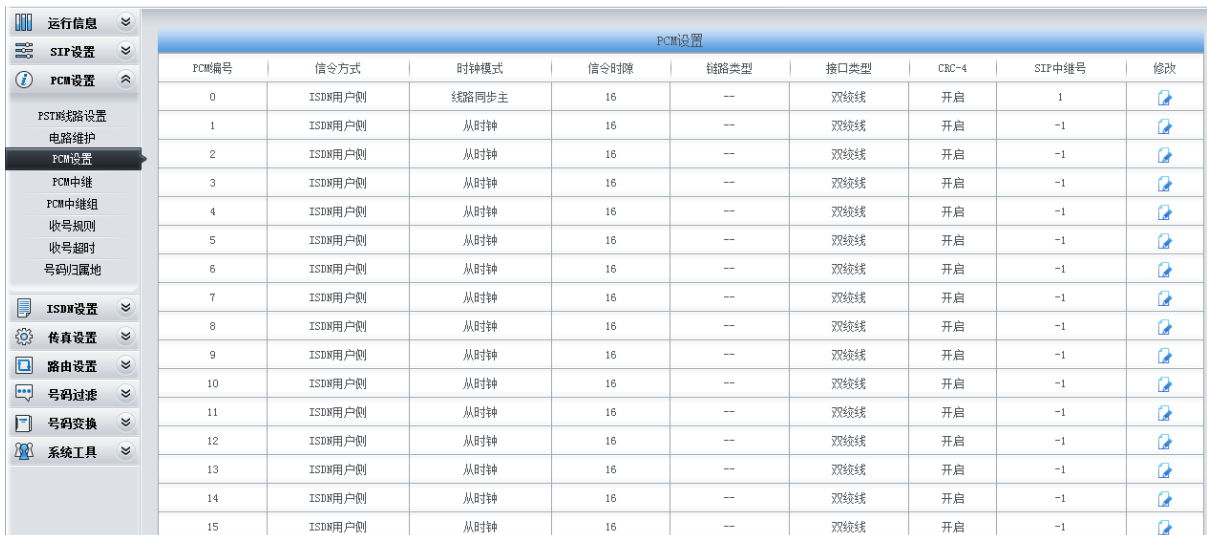 运行信息
SIP设置
PCM设置
PSTN线路设置
电路维护
PCM设置
PCM中继
PCM中继组
收号规则
收号超时
号码归属地
ISDN设置
传真设置
路由设置
号码过滤
号码变换
系统工具
PCM设置
PCM编号 信令方式 时钟模式 信令时隙 链路类型 接口类型 CRC-4 SIP中继号 修改
0 ISDN用户侧 线路同步主 16 -- 双绞线 开启 1
1 ISDN用户侧 从时钟 16 -- 双绞线 开启 -1
2 ISDN用户侧 从时钟 16 -- 双绞线 开启 -1
3 ISDN用户侧 从时钟 16 -- 双绞线 开启 -1
4 ISDN用户侧 从时钟 16 -- 双绞线 开启 -1
5 ISDN用户侧 从时钟 16 -- 双绞线 开启 -1
6 ISDN用户侧 从时钟 16 -- 双绞线 开启 -1
7 ISDN用户侧 从时钟 16 -- 双绞线 开启 -1
8 ISDN用户侧 从时钟 16 -- 双绞线 开启 -1
9 ISDN用户侧 从时钟 16 -- 双绞线 开启 -1
10 ISDN用户侧 从时钟 16 -- 双绞线 开启 -1
11 ISDN用户侧 从时钟 16 -- 双绞线 开启 -1
12 ISDN用户侧 从时钟 16 -- 双绞线 开启 -1
13 ISDN用户侧 从时钟 16 -- 双绞线 开启 -1
14 ISDN用户侧 从时钟 16 -- 双绞线 开启 -1
15 ISDN用户侧 从时钟 16 -- 双绞线 开启 -1